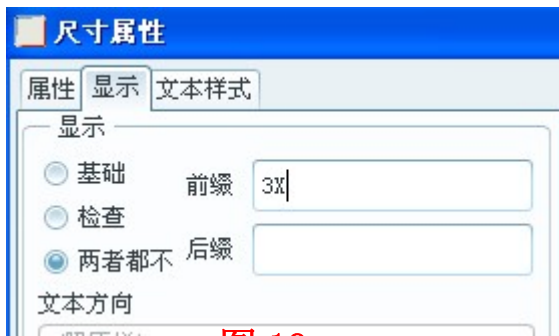 尺寸属性
属性 显示 文本样式
显示
基础
前缀 3X
检查
后缀
两者都不
文本方向